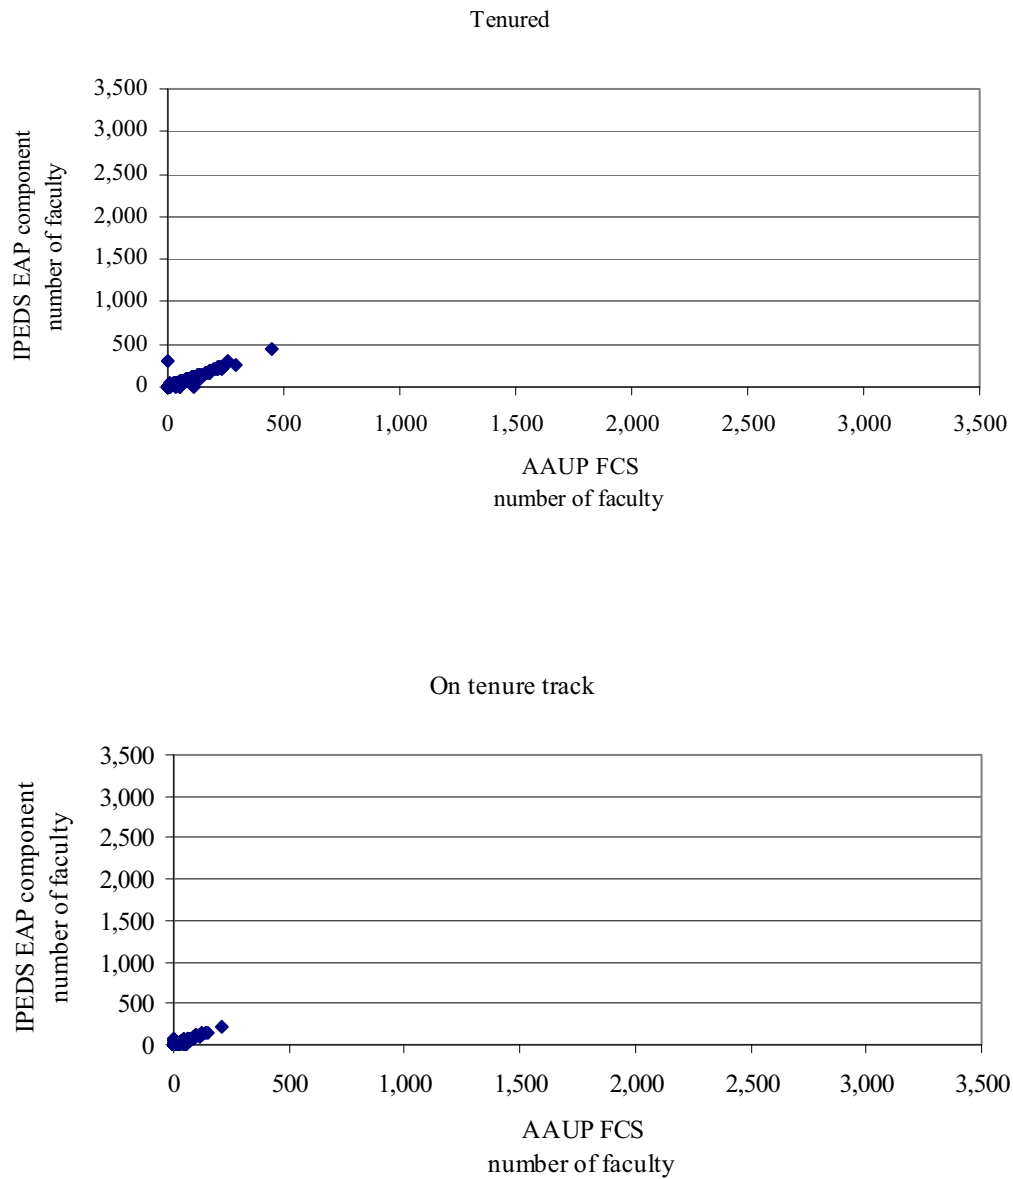 Tenured
3,500
3,000
2,500
2,000
1,500
1,000
500
0
IPEDS EAP component
number of faculty
0 500 1,000 1,500 2,000 2,500 3,000 3,500
AAUP FCS
number of faculty
On tenure track
3,500
3,000
2,500
2,000
1,500
1,000
500
0
IPEDS EAP component
number of faculty
0 500 1,000 1,500 2,000 2,500 3,000 3,500
AAUP FCS
number of faculty